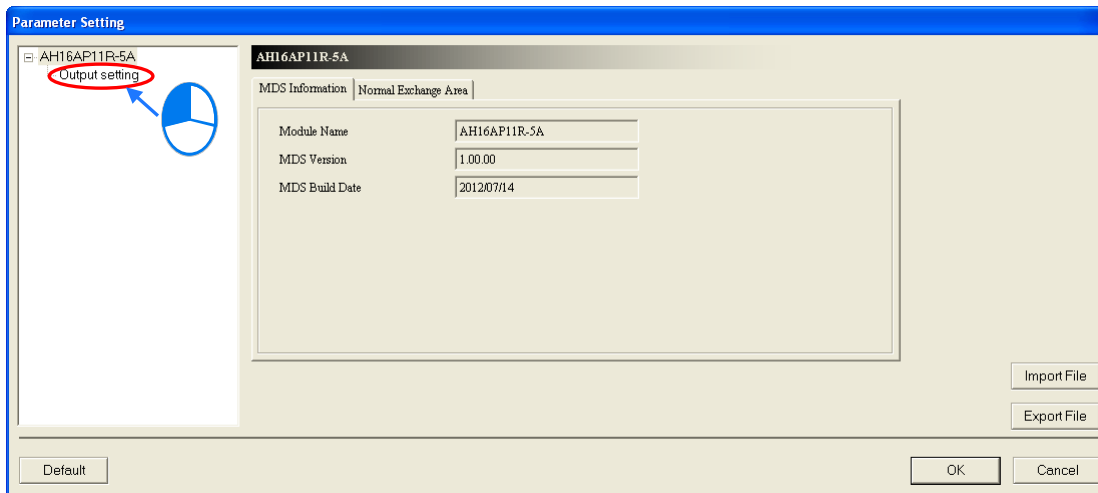 Parameter Setting
AH16AP11R-5A
Output setting
AH16AP11R-5A
MDS Information
Normal Exchange Area
Module Name
AH16AP11R-5A
MDS Version
1.00.00
MDS Build Date
2012/07/14
Import File
Export File
Default
OK
Cancel